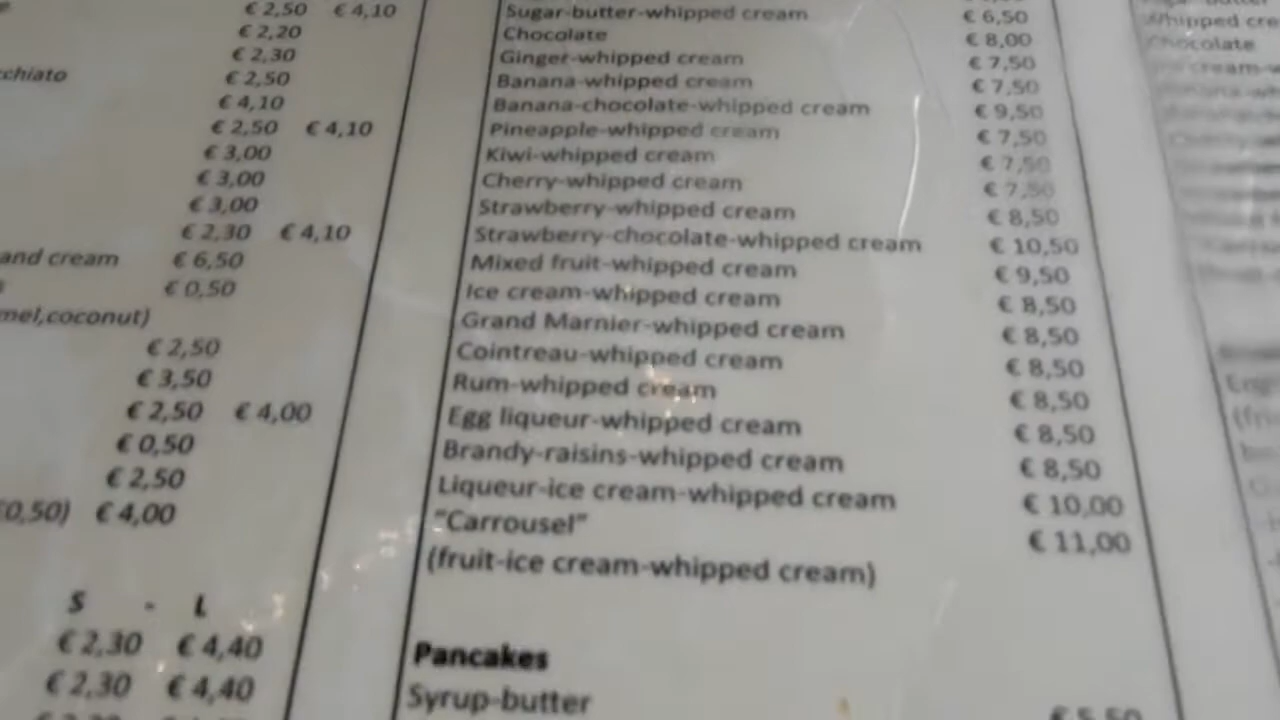 € 2,50 € 4,10
€ 2,20
€ 2,30
€ 2,50
€ 4,10
€ 2,50 € 4,10
€ 3,00
€ 3,00
€ 3,00
€ 2,30 € 4,10
and cream € 6,50
€ 0,50
coconut)
€ 2,50
€ 3,50
€ 2,50 € 4,00
€ 0,50
€ 2,50
0,50) € 4,00
S - L
€ 2,30 € 4,40
€ 2,30 € 4,40
Sugar-butter-whipped cream € 6,50
Chocolate € 8,00
Ginger-whipped cream € 7,50
Banana-whipped cream € 7,50
Banana-chocolate-whipped cream € 9,50
Pineapple-whipped cream € 7,50
Kiwi-whipped cream € 7,50
Cherry-whipped cream € 7,50
Strawberry-whipped cream € 8,50
Strawberry-chocolate-whipped cream € 10,50
Mixed fruit-whipped cream € 9,50
Ice cream-whipped cream € 8,50
Grand Marnier-whipped cream € 8,50
Cointreau-whipped cream € 8,50
Rum-whipped cream € 8,50
Egg liqueur-whipped cream € 8,50
Brandy-raisins-whipped cream € 8,50
Liqueur-ice cream-whipped cream € 10,00
"Carrousel" € 11,00
(fruit-ice cream-whipped cream)
Pancakes
Syrup-butter € 5,50
Whipped cre
Chocolate